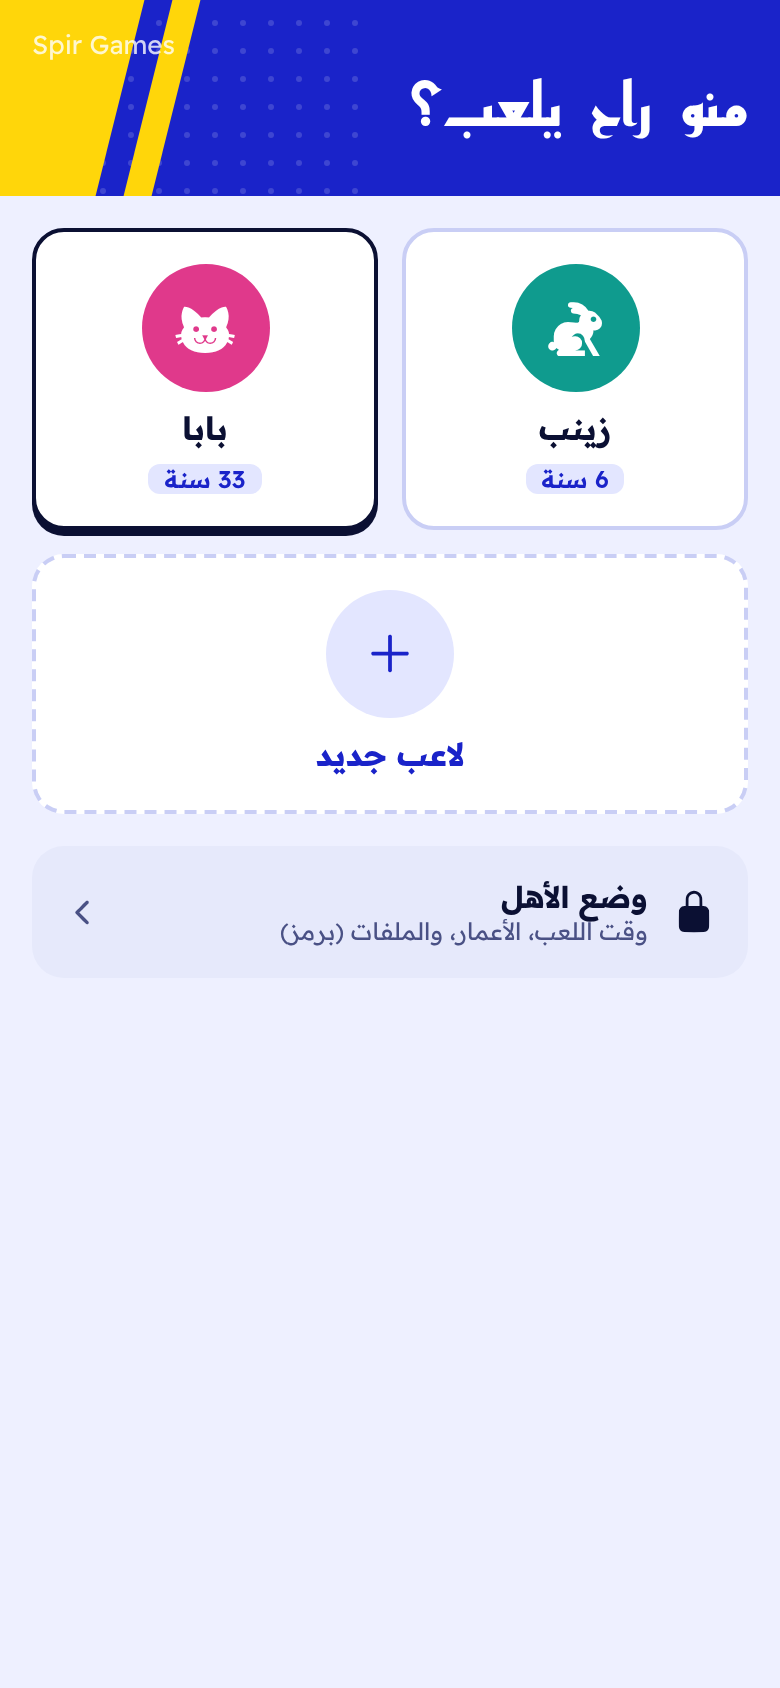 Spir Games
منو راح يلعب؟
زينب
6 سنة
بابا
33 سنة
لاعب جديد
وضع الأهل
وقت اللعب، الأعمار، والملفات (برمز)